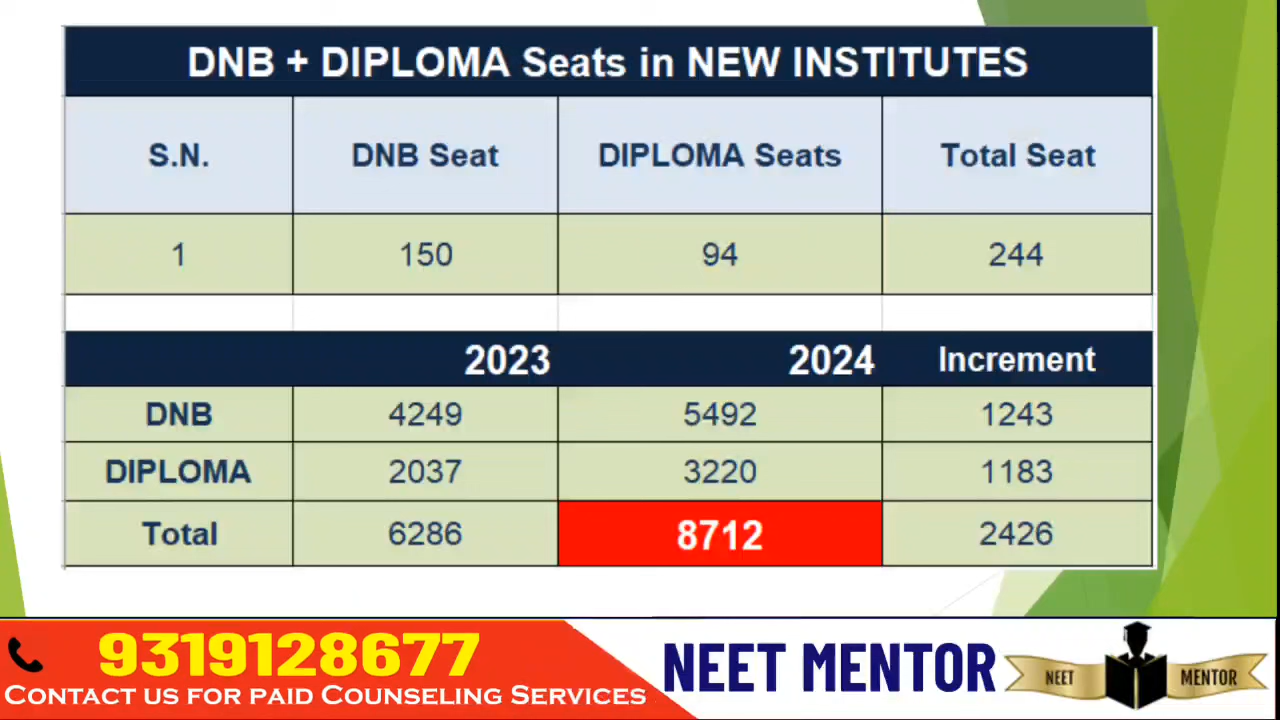 DNB + DIPLOMA Seats in NEW INSTITUTES
S.N. DNB Seat DIPLOMA Seats Total Seat
1 150 94 244
2023 2024 Increment
DNB 4249 5492 1243
DIPLOMA 2037 3220 1183
Total 6286 8712 2426
9319128677
CONTACT US FOR PAID COUNSELING SERVICES
NEET MENTOR
NEET MENTOR